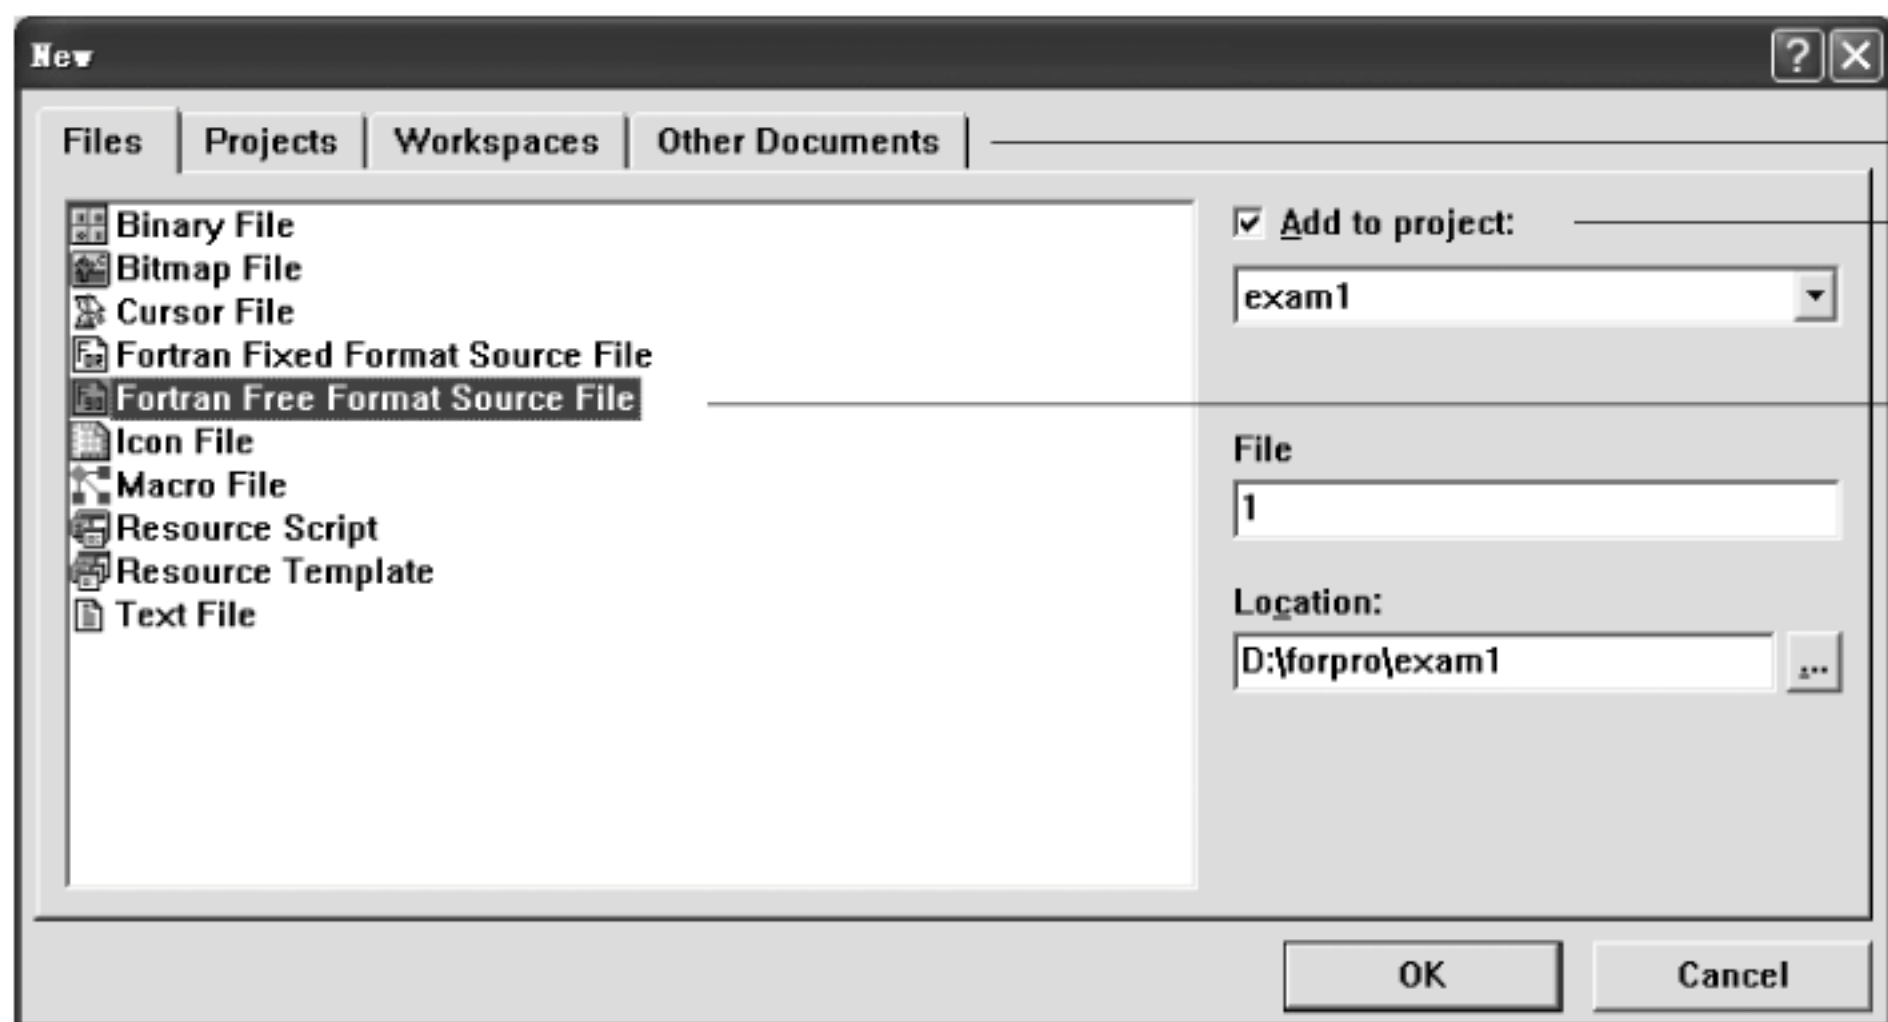 New
Files Projects Workspaces Other Documents
Binary File
Bitmap File
Cursor File
Fortran Fixed Format Source File
Fortran Free Format Source File
Icon File
Macro File
Resource Script
Resource Template
Text File
Add to project:
exam1
File
1
Location:
D:\forpro\exam1
...
OK Cancel